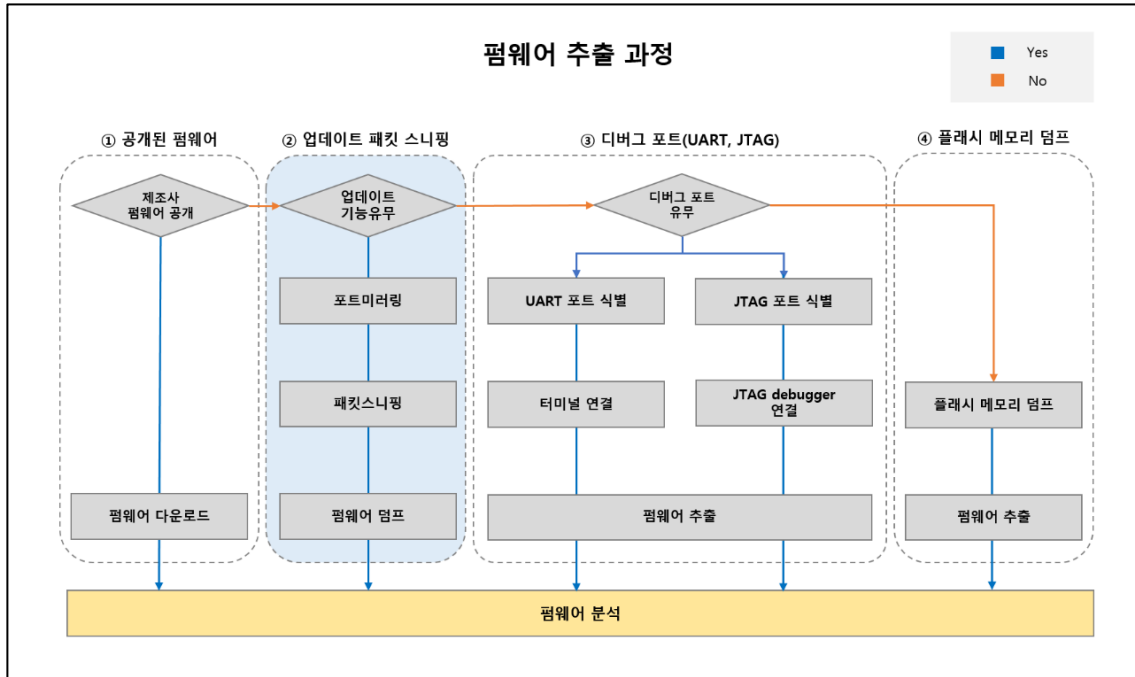 펌웨어 추출 과정
Yes
No
① 공개된 펌웨어
② 업데이트 패킷 스니핑
③ 디버그 포트(UART, JTAG)
④ 플래시 메모리 덤프
제조사
펌웨어 공개
업데이트
기능유무
디버그 포트
유무
포트미러링
UART 포트 식별
JTAG 포트 식별
패킷스니핑
터미널 연결
JTAG debugger
연결
플래시 메모리 덤프
펌웨어 다운로드
펌웨어 덤프
펌웨어 추출
펌웨어 추출
펌웨어 분석